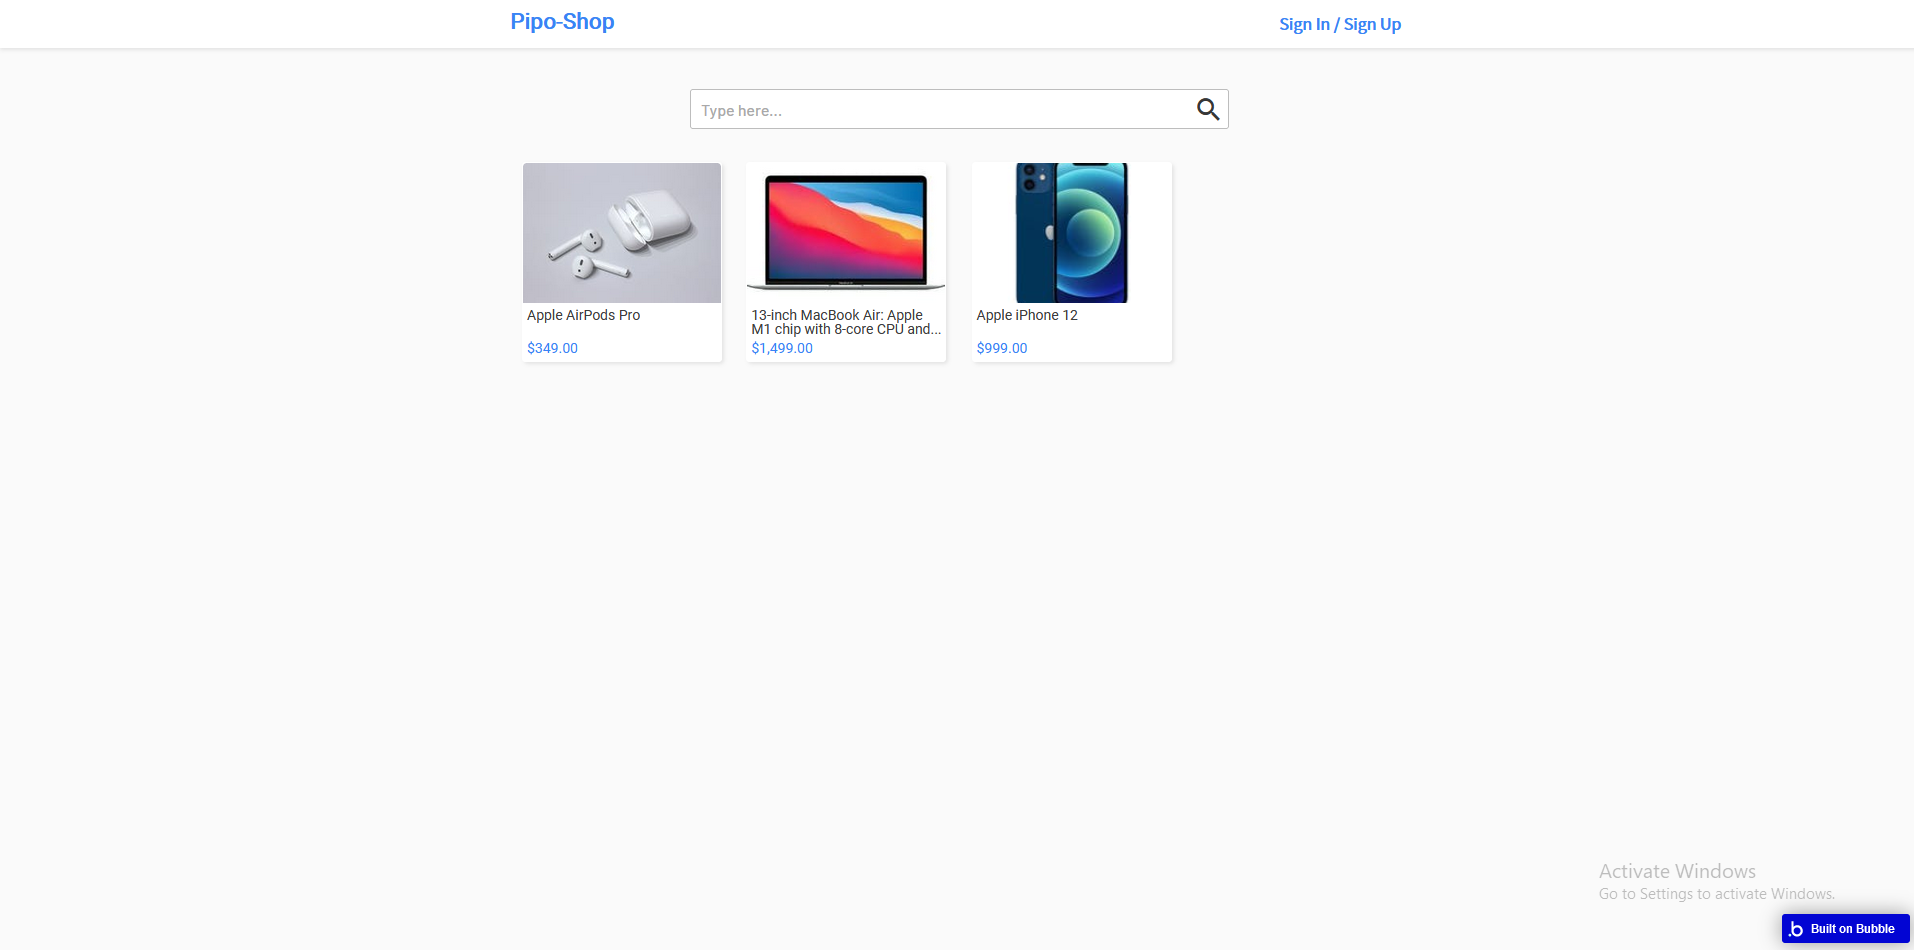 Pipo-Shop
Sign In / Sign Up
Type here...
Apple AirPods Pro
$349.00
13-inch MacBook Air: Apple
M1 chip with 8-core CPU and...
$1,499.00
Apple iPhone 12
$999.00
Activate Windows
Go to Settings to activate Windows.
Built on Bubble